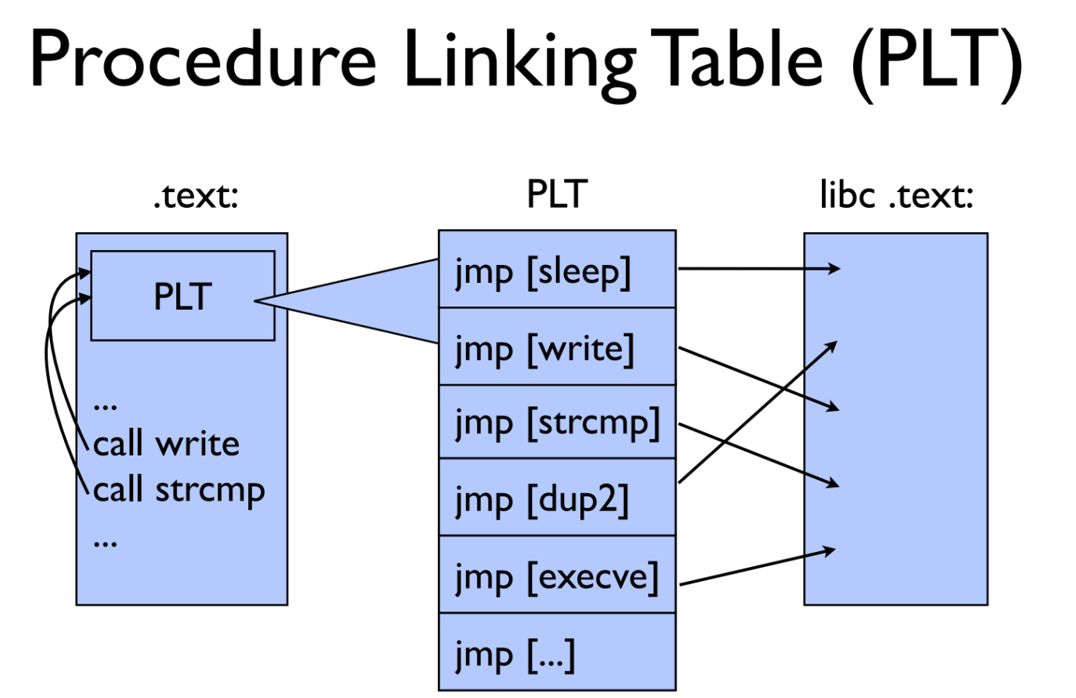 Procedure Linking Table (PLT)
.text:
PLT
...
call write
call strcmp
...
PLT
jmp [sleep]
jmp [write]
jmp [strcmp]
jmp [dup2]
jmp [execve]
jmp [...]
libc .text: